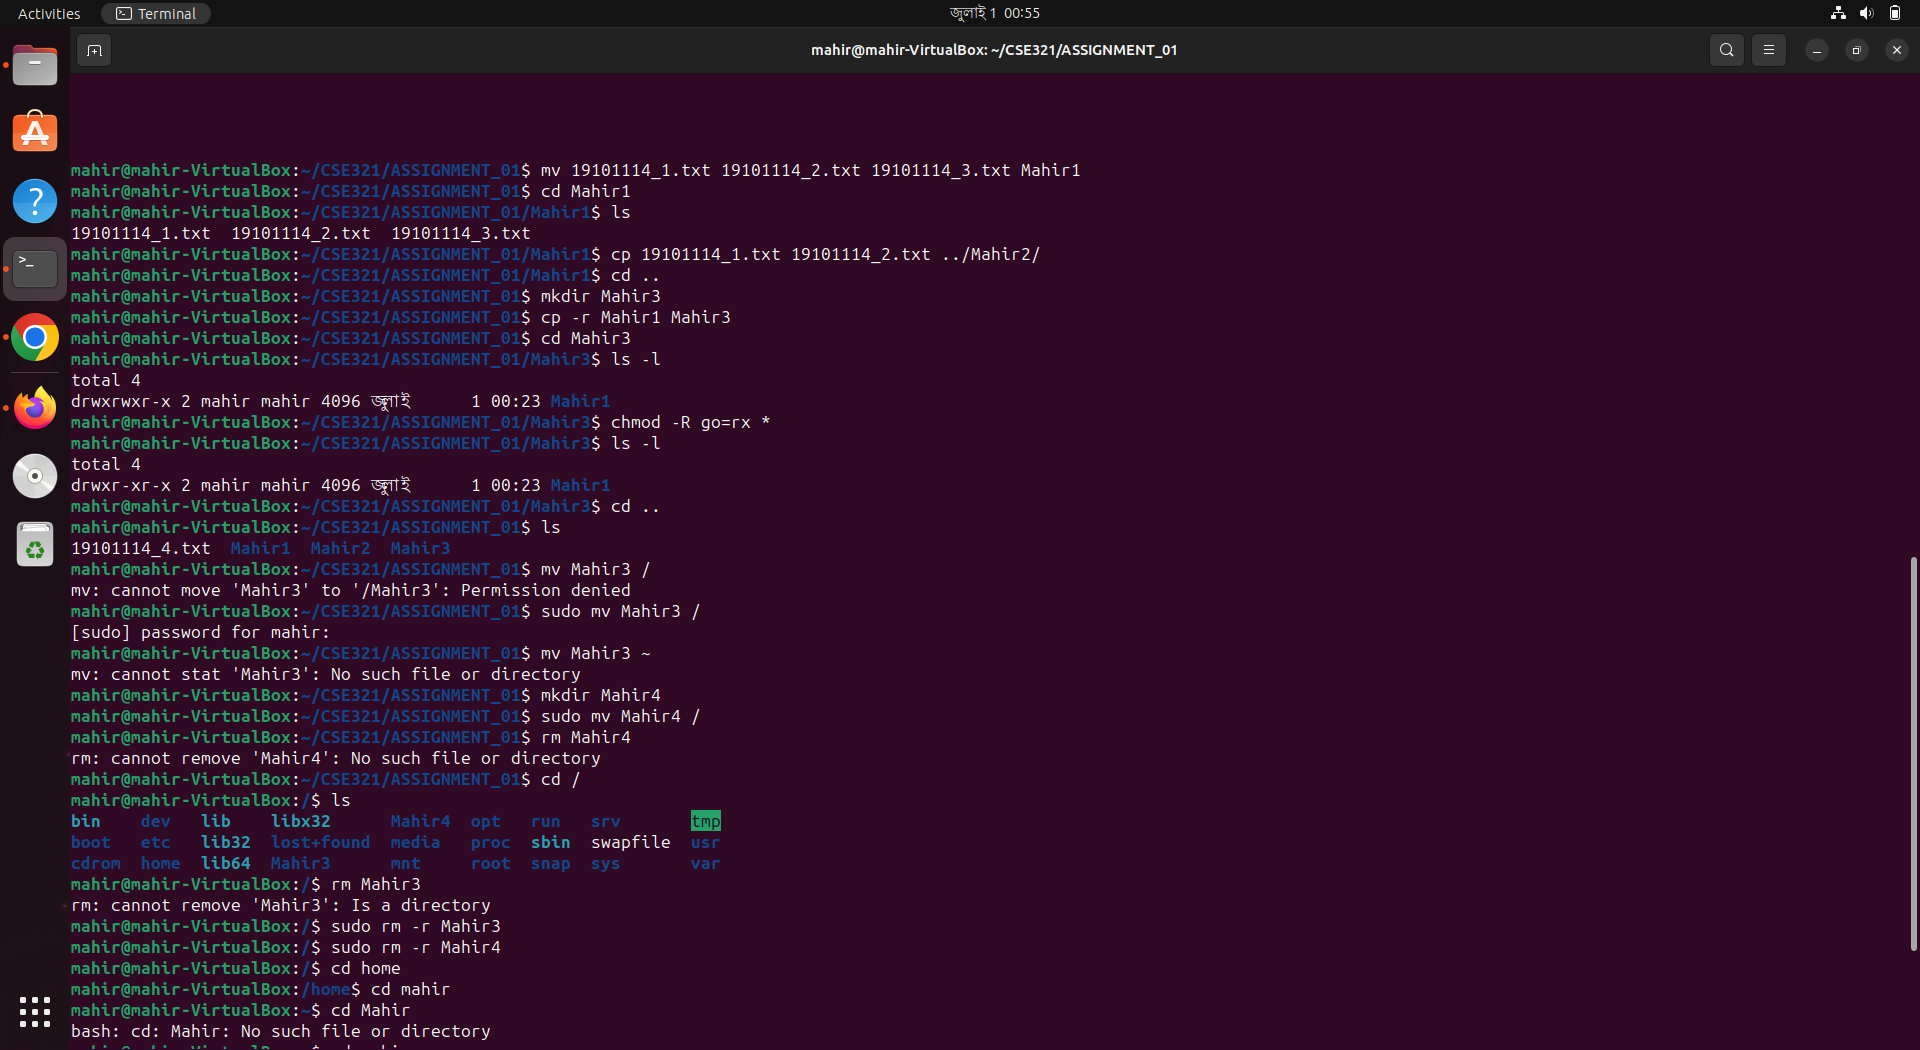 Activities
Terminal
জুলাই 1 00:55
mahir@mahir-VirtualBox: ~/CSE321/ASSIGNMENT_01
mahir@mahir-VirtualBox:~/CSE321/ASSIGNMENT_01$ mv 19101114_1.txt 19101114_2.txt 19101114_3.txt Mahir1
mahir@mahir-VirtualBox:~/CSE321/ASSIGNMENT_01$ cd Mahir1
mahir@mahir-VirtualBox:~/CSE321/ASSIGNMENT_01/Mahir1$ ls
19101114_1.txt  19101114_2.txt  19101114_3.txt
mahir@mahir-VirtualBox:~/CSE321/ASSIGNMENT_01/Mahir1$ cp 19101114_1.txt 19101114_2.txt ../Mahir2/
mahir@mahir-VirtualBox:~/CSE321/ASSIGNMENT_01/Mahir1$ cd ..
mahir@mahir-VirtualBox:~/CSE321/ASSIGNMENT_01$ mkdir Mahir3
mahir@mahir-VirtualBox:~/CSE321/ASSIGNMENT_01$ cp -r Mahir1 Mahir3
mahir@mahir-VirtualBox:~/CSE321/ASSIGNMENT_01$ cd Mahir3
mahir@mahir-VirtualBox:~/CSE321/ASSIGNMENT_01/Mahir3$ ls -l
total 4
drwxrwxr-x 2 mahir mahir 4096 জুলাই      1 00:23 Mahir1
mahir@mahir-VirtualBox:~/CSE321/ASSIGNMENT_01/Mahir3$ chmod -R go=rx *
mahir@mahir-VirtualBox:~/CSE321/ASSIGNMENT_01/Mahir3$ ls -l
total 4
drwxr-xr-x 2 mahir mahir 4096 জুলাই      1 00:23 Mahir1
mahir@mahir-VirtualBox:~/CSE321/ASSIGNMENT_01/Mahir3$ cd ..
mahir@mahir-VirtualBox:~/CSE321/ASSIGNMENT_01$ ls
19101114_4.txt  Mahir1  Mahir2  Mahir3
mahir@mahir-VirtualBox:~/CSE321/ASSIGNMENT_01$ mv Mahir3 /
mv: cannot move 'Mahir3' to '/Mahir3': Permission denied
mahir@mahir-VirtualBox:~/CSE321/ASSIGNMENT_01$ sudo mv Mahir3 /
[sudo] password for mahir:
mahir@mahir-VirtualBox:~/CSE321/ASSIGNMENT_01$ mv Mahir3 ~
mv: cannot stat 'Mahir3': No such file or directory
mahir@mahir-VirtualBox:~/CSE321/ASSIGNMENT_01$ mkdir Mahir4
mahir@mahir-VirtualBox:~/CSE321/ASSIGNMENT_01$ sudo mv Mahir4 /
mahir@mahir-VirtualBox:~/CSE321/ASSIGNMENT_01$ rm Mahir4
rm: cannot remove 'Mahir4': No such file or directory
mahir@mahir-VirtualBox:~/CSE321/ASSIGNMENT_01$ cd /
mahir@mahir-VirtualBox:/$ ls
bin    dev   lib    libx32      Mahir4  opt   run   srv       tmp
boot   etc   lib32  lost+found  media   proc  sbin  swapfile  usr
cdrom  home  lib64  Mahir3      mnt     root  snap  sys       var
mahir@mahir-VirtualBox:/$ rm Mahir3
rm: cannot remove 'Mahir3': Is a directory
mahir@mahir-VirtualBox:/$ sudo rm -r Mahir3
mahir@mahir-VirtualBox:/$ sudo rm -r Mahir4
mahir@mahir-VirtualBox:/$ cd home
mahir@mahir-VirtualBox:/home$ cd mahir
mahir@mahir-VirtualBox:~$ cd Mahir
bash: cd: Mahir: No such file or directory